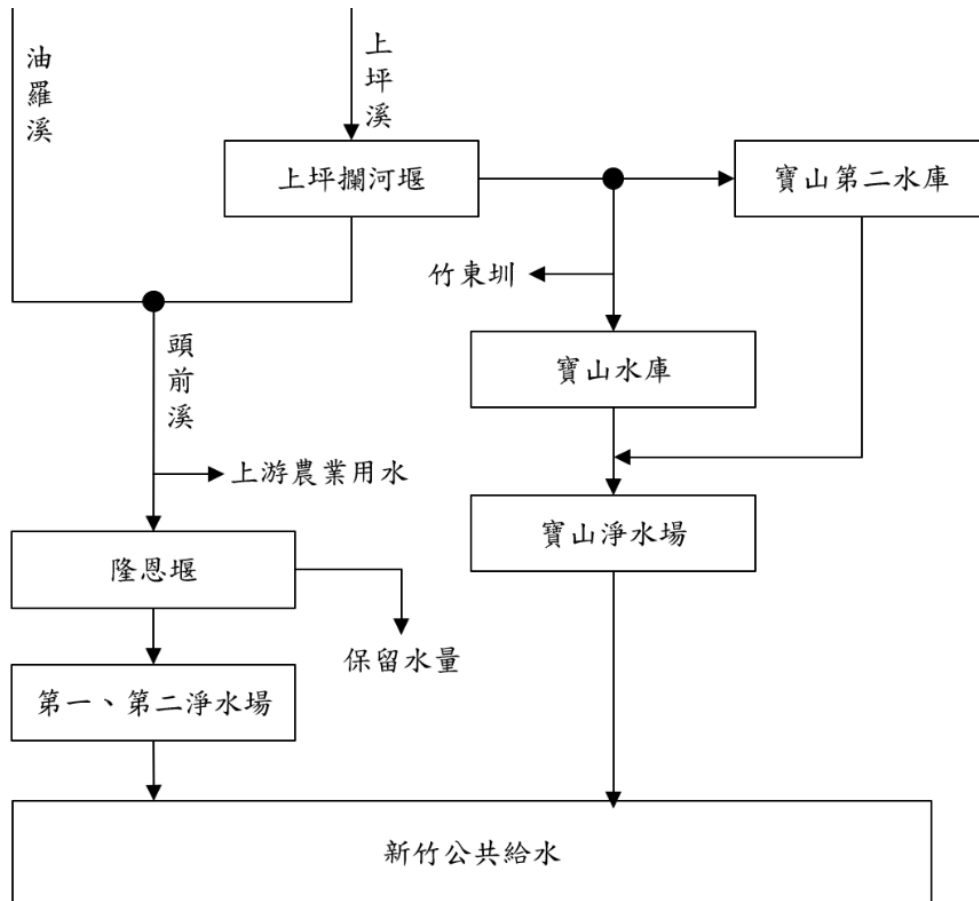 油羅溪
上坪溪
上坪攔河堰
寶山第二水庫
竹東圳
頭前溪
寶山水庫
上游農業用水
寶山淨水場
隆恩堰
保留水量
第一、第二淨水場
新竹公共給水